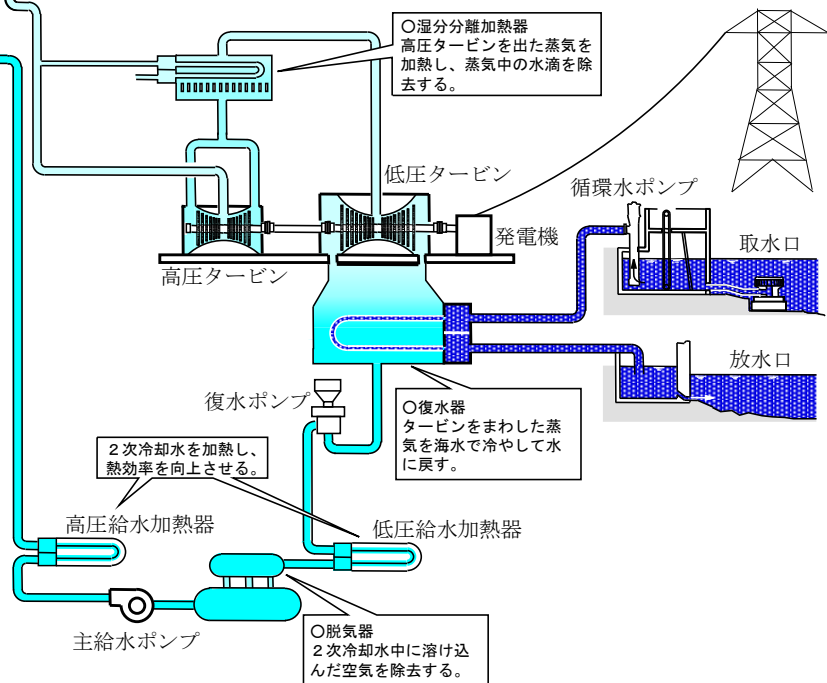 ○湿分分離加熱器
高圧タービンを出た蒸気を
加熱し、蒸気中の水滴を除
去する。
低圧タービン
循環水ポンプ
発電機
取水口
高圧タービン
放水口
復水ポンプ
○復水器
タービンをまわした蒸
気を海水で冷やして水
に戻す。
２次冷却水を加熱し、
熱効率を向上させる。
高圧給水加熱器
低圧給水加熱器
主給水ポンプ
○脱気器
２次冷却水中に溶け込
んだ空気を除去する。